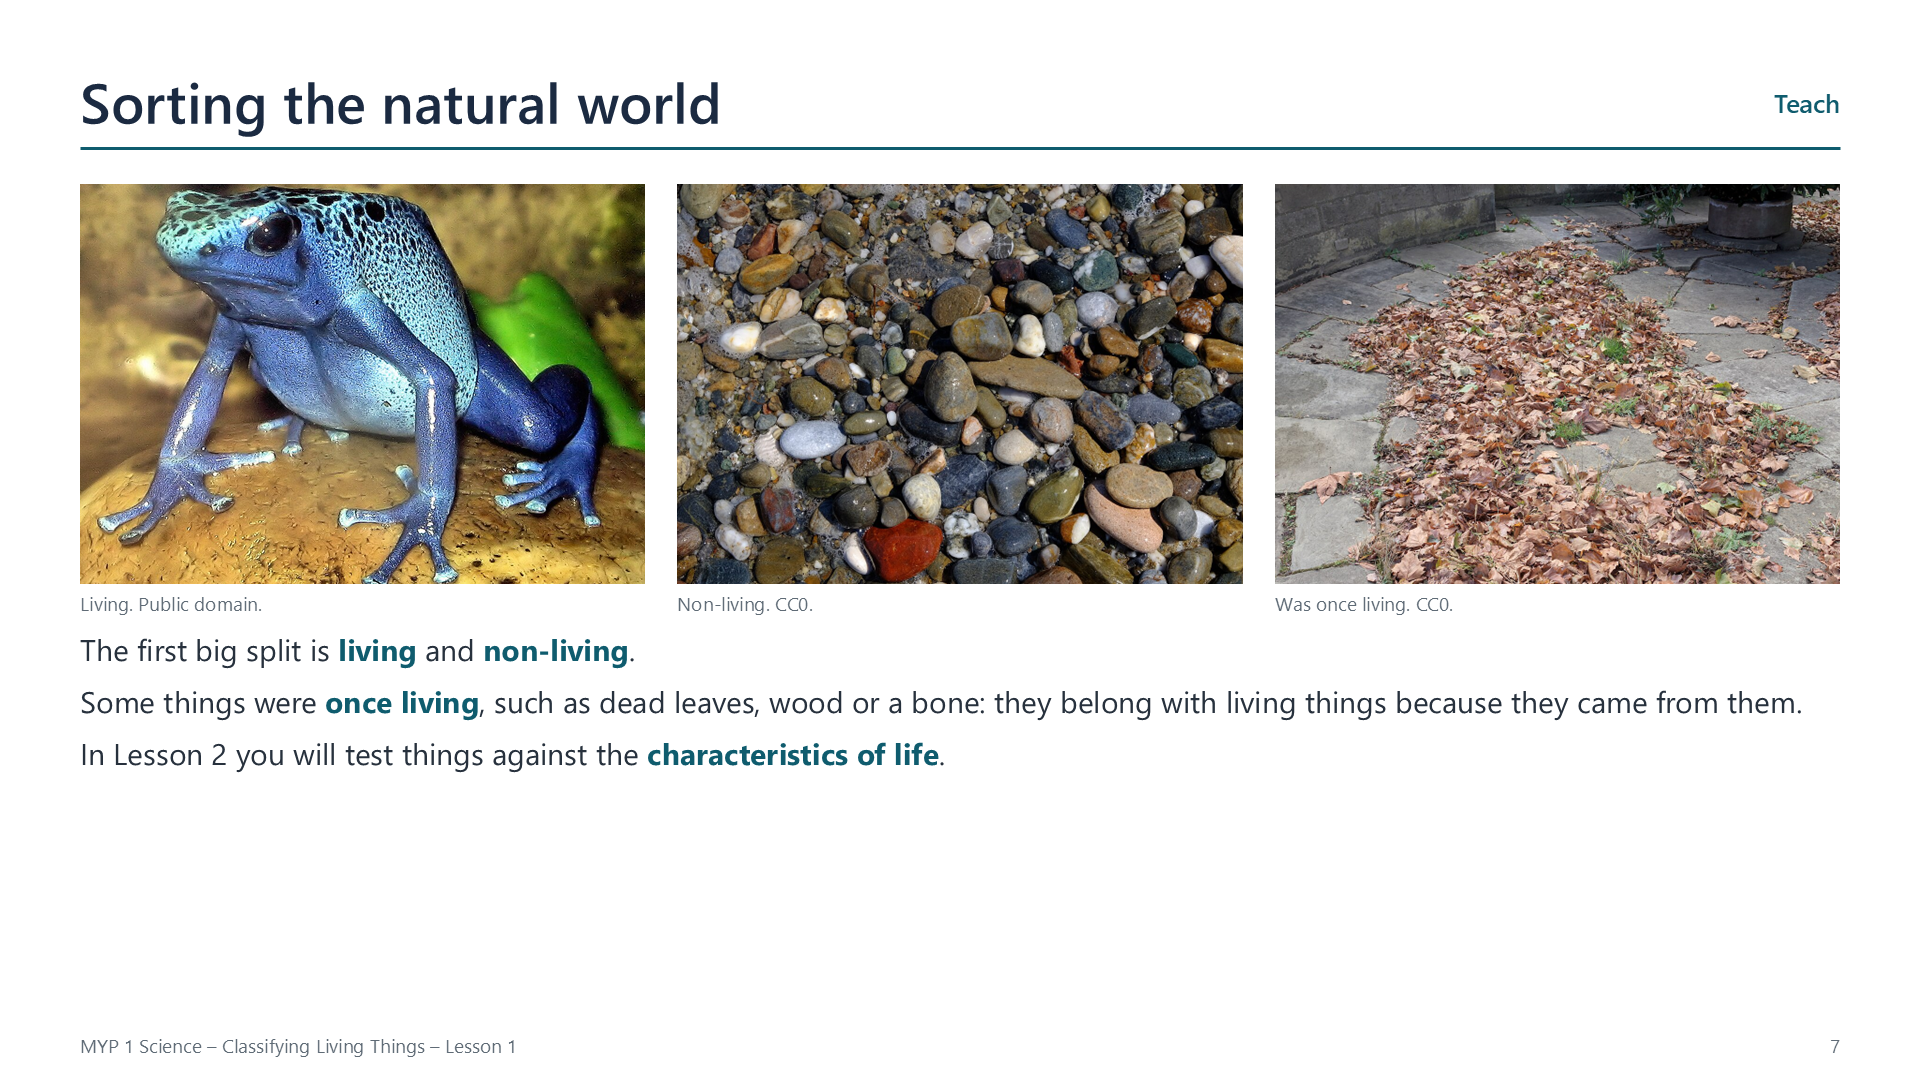 Sorting the natural world
Teach
Living. Public domain.
Non-living. CC0.
Was once living. CC0.
The first big split is living and non-living.
Some things were once living, such as dead leaves, wood or a bone: they belong with living things because they came from them.
In Lesson 2 you will test things against the characteristics of life.
MYP 1 Science – Classifying Living Things – Lesson 1
7